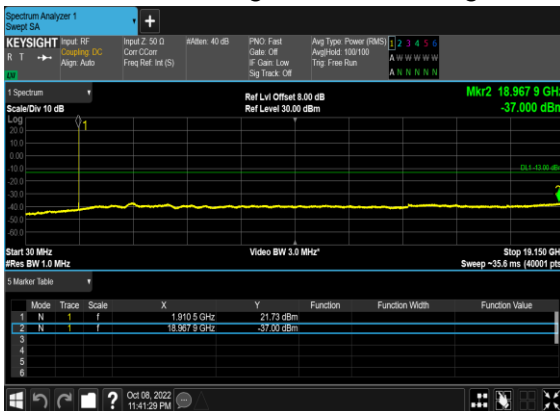 Spectrum Analyzer 1
Swept SA
KEYSIGHT Input: RF Input Z: 50 Ω #Atten: 40 dB PNO: Fast Avg Type: Power (RMS) 1 2 3 4 5 6
R T Coupling: DC Corr CCorr Gate: Off Avg|Hold: 100/100 A W W W W W
Align: Auto Freq Ref: Int (S) IF Gain: Low Trig: Free Run
LV Sig Track: Off A N N N N N
1 Spectrum Ref Lvl Offset 8.00 dB Mkr2 18.967 9 GHz
Scale/Div 10 dB Ref Level 30.00 dBm -37.000 dBm
Log
20.0
1
10.0
0.00
-10.0
DL1 -13.00 dBm
-20.0
-30.0
-40.0
-50.0
-60.0
Start 30 MHz Video BW 3.0 MHz* Stop 19.150 GHz
#Res BW 1.0 MHz Sweep ~35.6 ms (40001 pts)
5 Marker Table
Mode Trace Scale X Y Function Function Width Function Value
1 N 1 f 1.910 5 GHz 21.73 dBm
2 N 1 f 18.967 9 GHz -37.00 dBm
3
4
5
6
Oct 08, 2022
11:41:29 PM